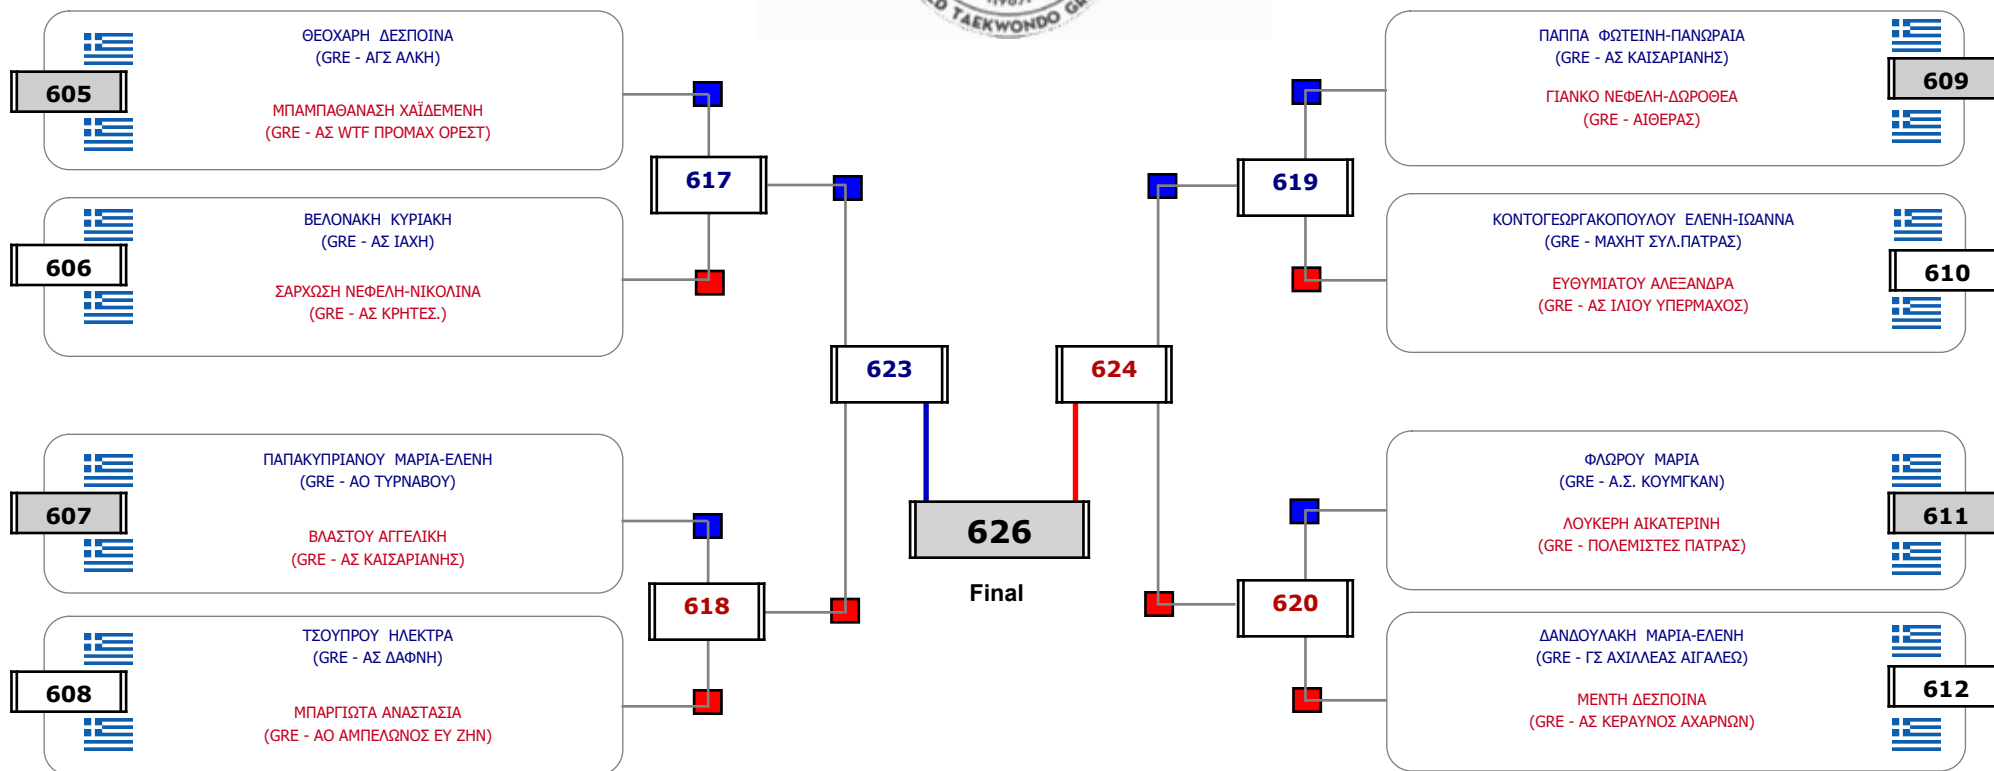 TAEKWONDO
605
ΘΕΟΧΑΡΗ ΔΕΣΠΟΙΝΑ
(GRE - ΑΓΣ ΑΛΚΗ)
ΜΠΑΜΠΑΘΑΝΑΣΗ ΧΑΪΔΕΜΕΝΗ
(GRE - ΑΣ WTF ΠΡΟΜΑΧ ΟΡΕΣΤ)
606
ΒΕΛΟΝΑΚΗ ΚΥΡΙΑΚΗ
(GRE - ΑΣ ΙΑΧΗ)
ΣΑΡΧΩΣΗ ΝΕΦΕΛΗ-ΝΙΚΟΛΙΝΑ
(GRE - ΑΣ ΚΡΗΤΕΣ.)
617
607
ΠΑΠΑΚΥΠΡΙΑΝΟΥ ΜΑΡΙΑ-ΕΛΕΝΗ
(GRE - ΑΟ ΤΥΡΝΑΒΟΥ)
ΒΛΑΣΤΟΥ ΑΓΓΕΛΙΚΗ
(GRE - ΑΣ ΚΑΙΣΑΡΙΑΝΗΣ)
608
ΤΣΟΥΠΡΟΥ ΗΛΕΚΤΡΑ
(GRE - ΑΣ ΔΑΦΝΗ)
ΜΠΑΡΓΙΩΤΑ ΑΝΑΣΤΑΣΙΑ
(GRE - ΑΟ ΑΜΠΕΛΩΝΟΣ ΕΥ ΖΗΝ)
618
623
624
626
Final
ΠΑΠΠΑ ΦΩΤΕΙΝΗ-ΠΑΝΩΡΑΙΑ
(GRE - ΑΣ ΚΑΙΣΑΡΙΑΝΗΣ)
ΓΙΑΝΚΟ ΝΕΦΕΛΗ-ΔΩΡΟΘΕΑ
(GRE - ΑΙΘΕΡΑΣ)
609
619
ΚΟΝΤΟΓΕΩΡΓΑΚΟΠΟΥΛΟΥ ΕΛΕΝΗ-ΙΩΑΝΝΑ
(GRE - ΜΑΧΗΤ ΣΥΛ.ΠΑΤΡΑΣ)
ΕΥΘΥΜΙΑΤΟΥ ΑΛΕΞΑΝΔΡΑ
(GRE - ΑΣ ΙΛΙΟΥ ΥΠΕΡΜΑΧΟΣ)
610
ΦΛΩΡΟΥ ΜΑΡΙΑ
(GRE - Α.Σ. ΚΟΥΜΓΚΑΝ)
ΛΟΥΚΕΡΗ ΑΙΚΑΤΕΡΙΝΗ
(GRE - ΠΟΛΕΜΙΣΤΕΣ ΠΑΤΡΑΣ)
611
620
ΔΑΝΔΟΥΛΑΚΗ ΜΑΡΙΑ-ΕΛΕΝΗ
(GRE - ΓΣ ΑΧΙΛΛΕΑΣ ΑΙΓΑΛΕΩ)
ΜΕΝΤΗ ΔΕΣΠΟΙΝΑ
(GRE - ΑΣ ΚΕΡΑΥΝΟΣ ΑΧΑΡΝΩΝ)
612